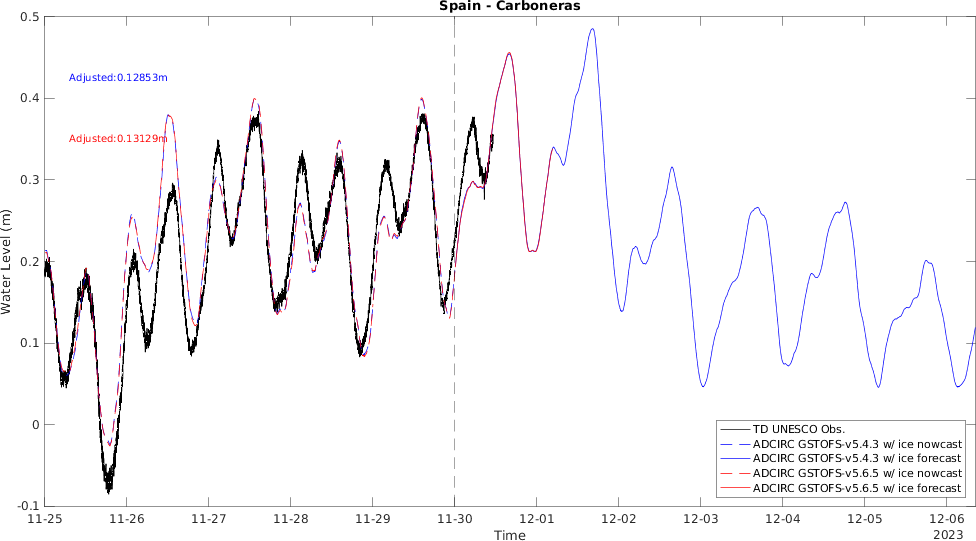 Spain - Carboneras
0.5
0.4
0.3
0.2
0.1
0
-0.1
Water Level (m)
Adjusted:0.12853m
Adjusted:0.13129m
TD UNESCO Obs.
ADCIRC GSTOFS-v5.4.3 w/ ice nowcast
ADCIRC GSTOFS-v5.4.3 w/ ice forecast
ADCIRC GSTOFS-v5.6.5 w/ ice nowcast
ADCIRC GSTOFS-v5.6.5 w/ ice forecast
11-25 11-26 11-27 11-28 11-29 11-30 12-01 12-02 12-03 12-04 12-05 12-06
2023
Time